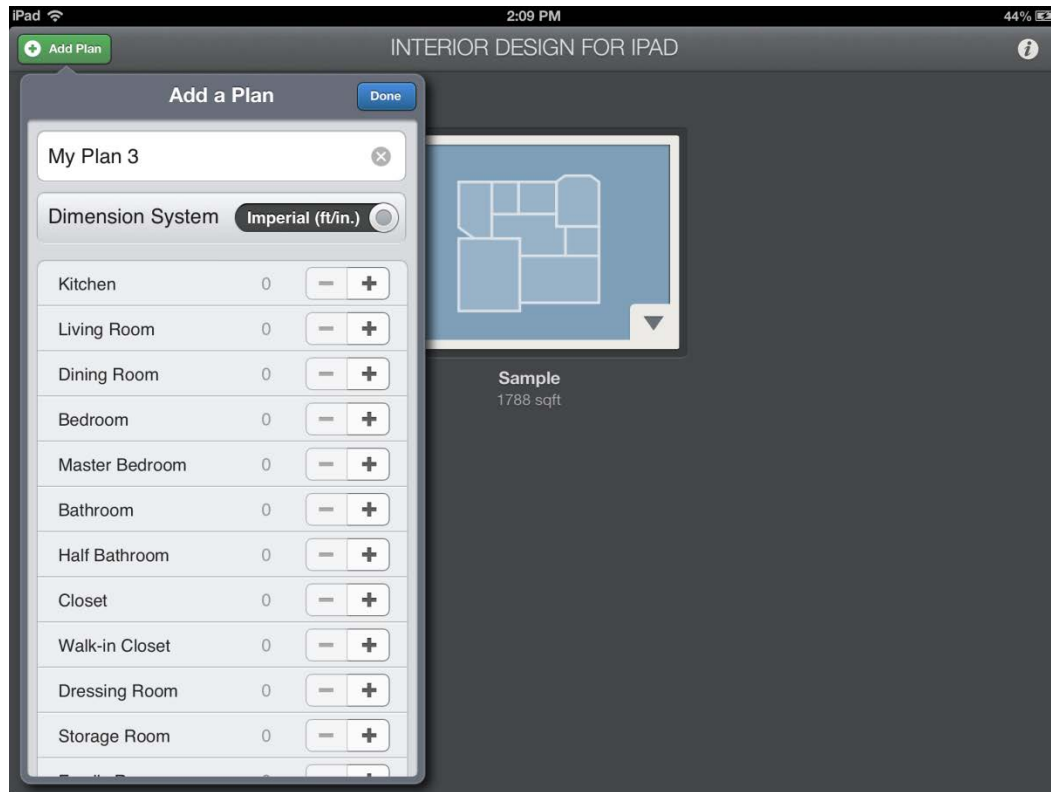 iPad 2:09 PM 44%
Add Plan INTERIOR DESIGN FOR IPAD i
Add a Plan Done
My Plan 3
Dimension System Imperial (ft/in.)
Kitchen 0
Living Room 0
Dining Room 0
Bedroom 0
Master Bedroom 0
Bathroom 0
Half Bathroom 0
Closet 0
Walk-in Closet 0
Dressing Room 0
Storage Room 0
Sample
1788 sqft